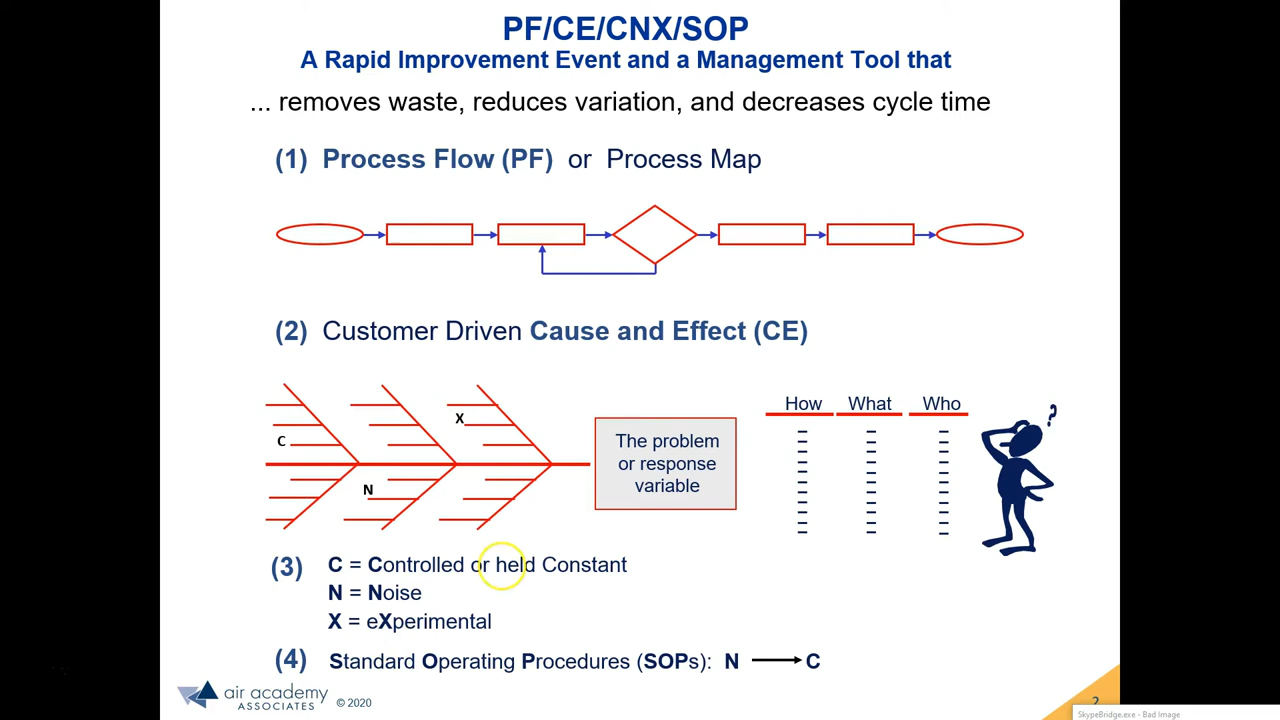 PF/CE/CNX/SOP
A Rapid Improvement Event and a Management Tool that
... removes waste, reduces variation, and decreases cycle time
(1) Process Flow (PF) or Process Map
(2) Customer Driven Cause and Effect (CE)
How What Who
?
X
C
The problem
or response
variable
N
(3) C = Controlled or held Constant
N = Noise
X = eXperimental
(4) Standard Operating Procedures (SOPs): N → C
air academy
ASSOCIATES © 2020
2
SkypeBridge.exe - Bad Image